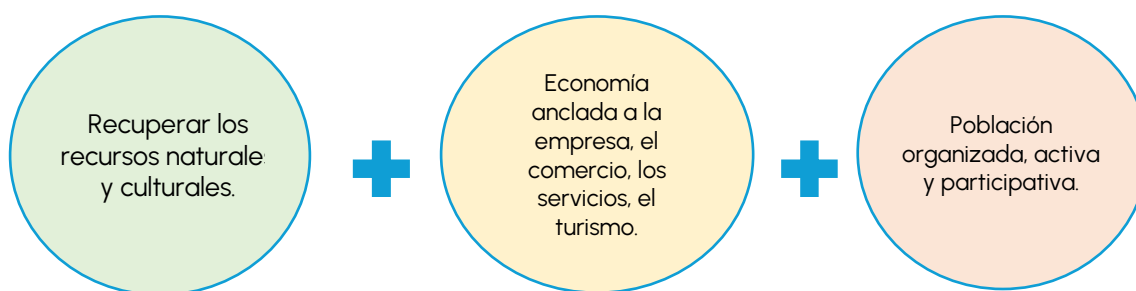 Recuperar los
recursos naturale
y culturales.
Economía
anclada a la
empresa, el
comercio, los
servicios, el
turismo.
Población
organizada, activa
y participativa.